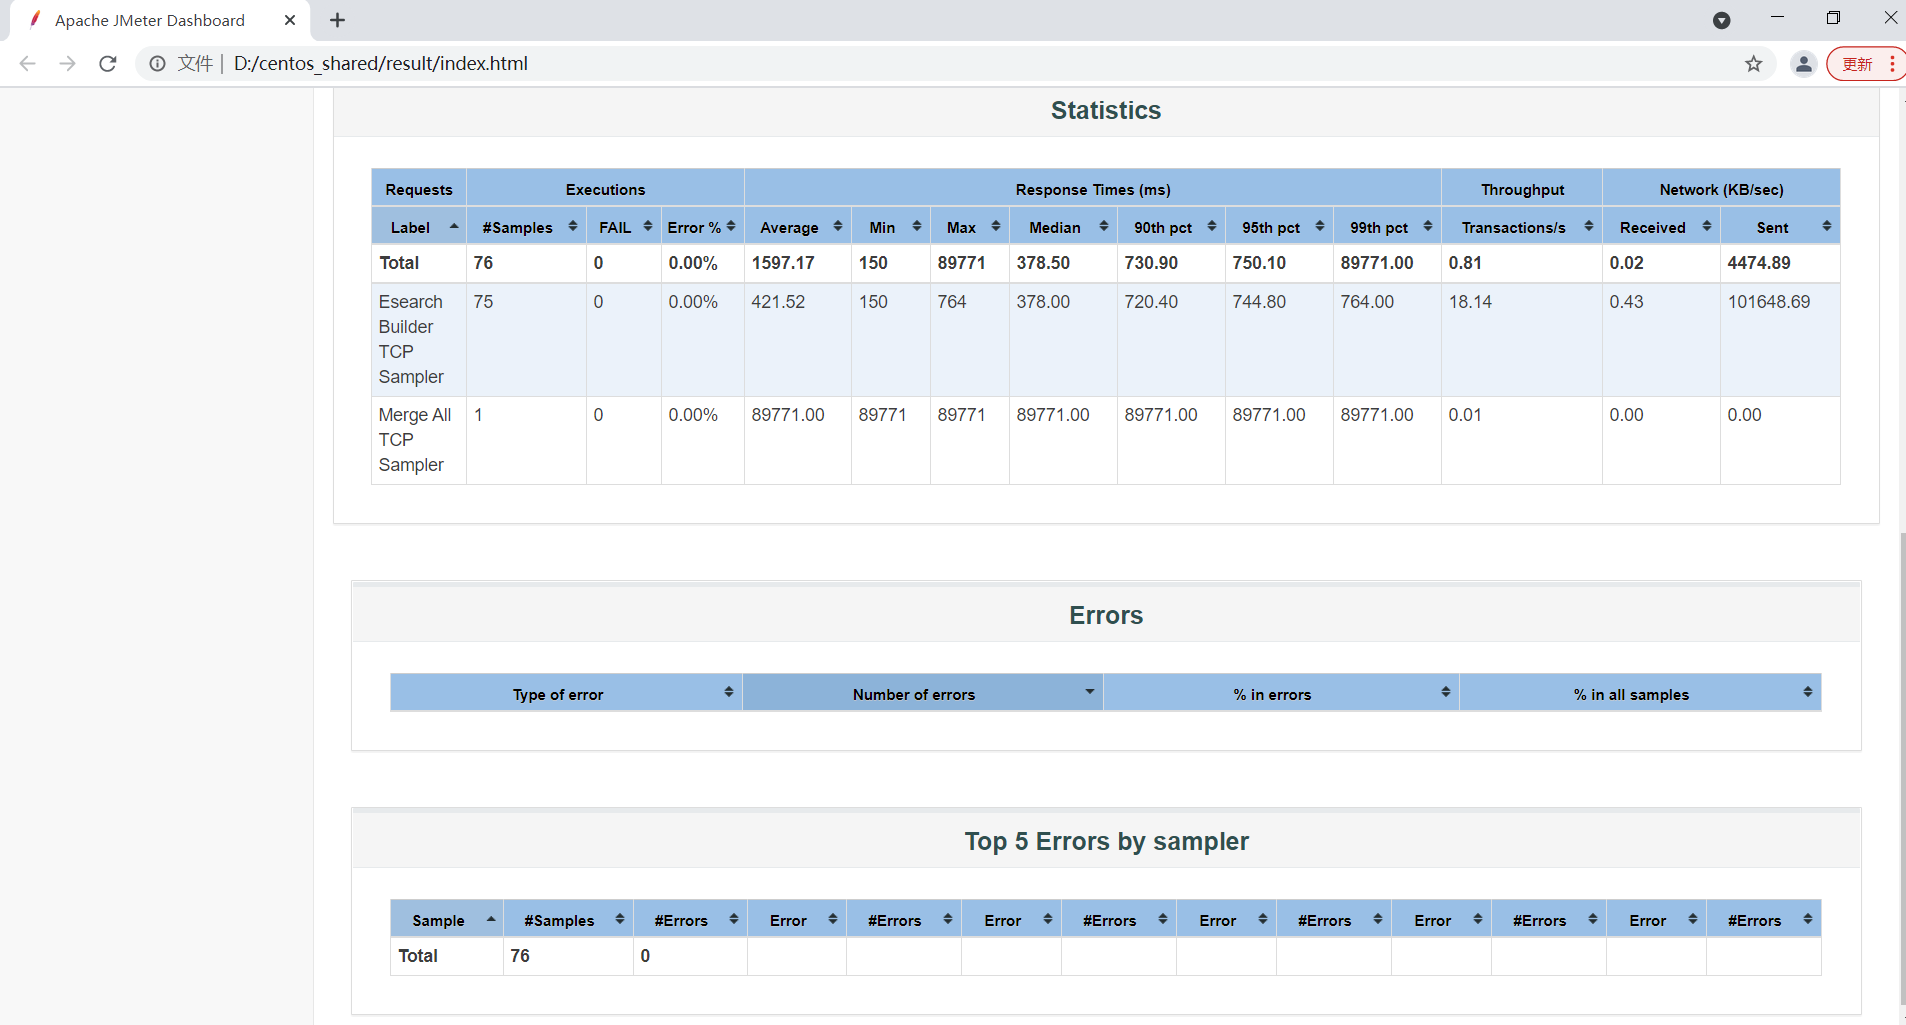 Apache JMeter Dashboard
文件 | D:/centos_shared/result/index.html
更新
Statistics
Requests Executions Response Times (ms) Throughput Network (KB/sec)
Label #Samples FAIL Error % Average Min Max Median 90th pct 95th pct 99th pct Transactions/s Received Sent
Total 76 0 0.00% 1597.17 150 89771 378.50 730.90 750.10 89771.00 0.81 0.02 4474.89
Esearch 75 0 0.00% 421.52 150 764 378.00 720.40 744.80 764.00 18.14 0.43 101648.69
Builder
TCP
Sampler
Merge All 1 0 0.00% 89771.00 89771 89771 89771.00 89771.00 89771.00 89771.00 0.01 0.00 0.00
TCP
Sampler
Errors
Type of error Number of errors % in errors % in all samples
Top 5 Errors by sampler
Sample #Samples #Errors Error #Errors Error #Errors Error #Errors Error #Errors Error #Errors
Total 76 0